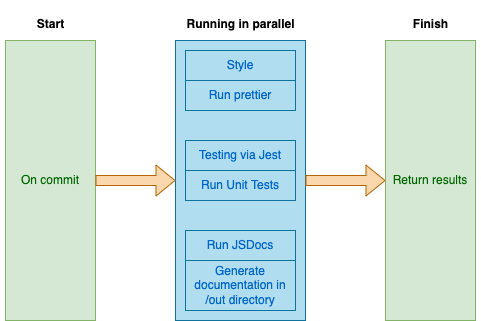 Start
Running in parallel
Finish
On commit
Style
Run prettier
Testing via Jest
Run Unit Tests
Run JSDocs
Generate
documentation in
/out directory
Return results